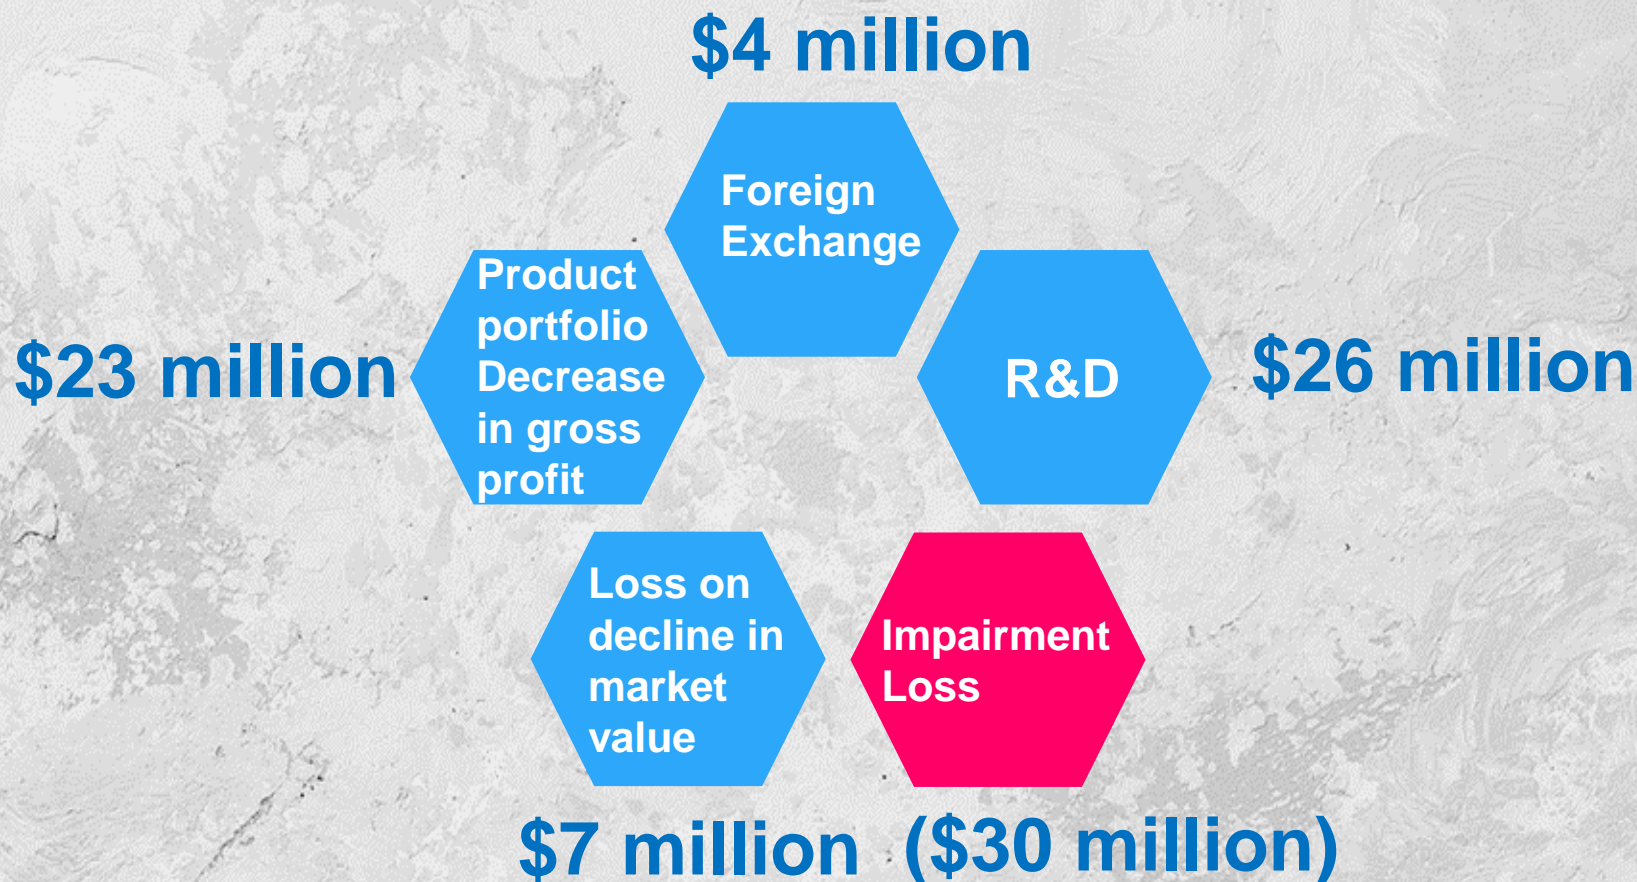 $4 million
Foreign
Exchange
Product
portfolio
Decrease
in gross
profit
$23 million
R&D
$26 million
Loss on
decline in
market
value
$7 million
Impairment
Loss
($30 million)